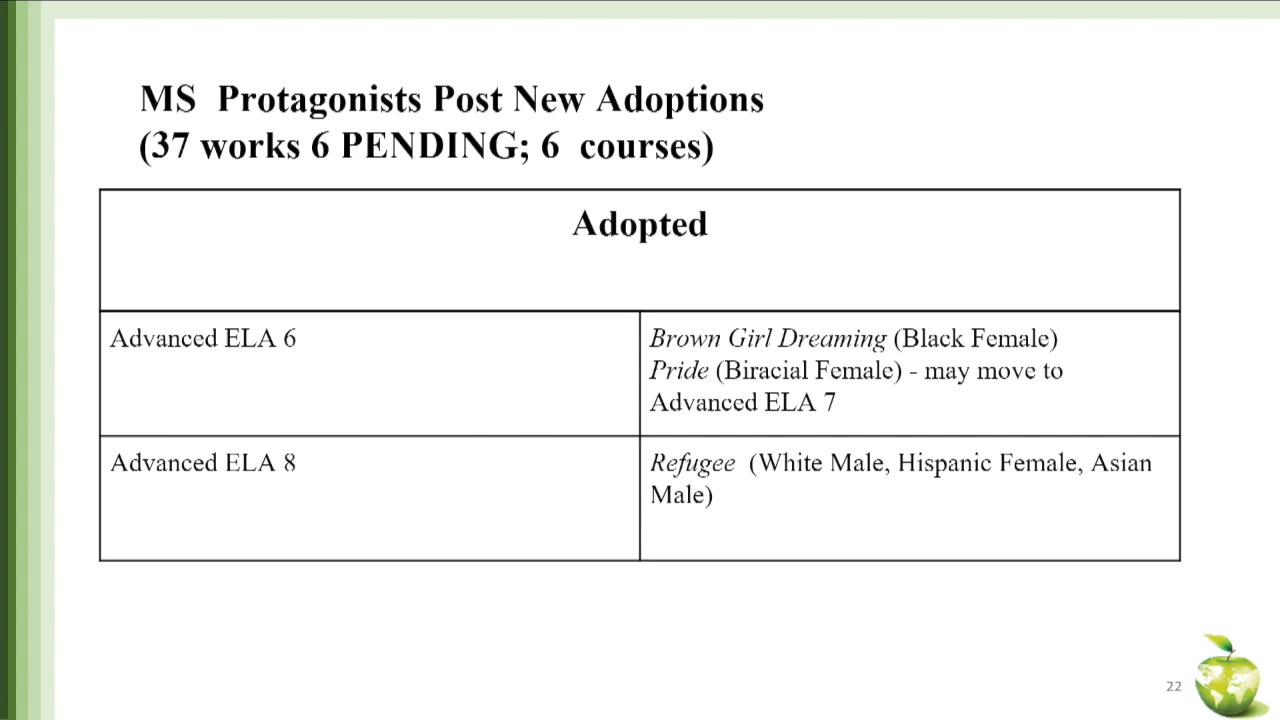 MS Protagonists Post New Adoptions
(37 works 6 PENDING; 6 courses)
Adopted
Advanced ELA 6
Brown Girl Dreaming (Black Female)
Pride (Biracial Female) - may move to
Advanced ELA 7
Advanced ELA 8
Refugee (White Male, Hispanic Female, Asian
Male)
22